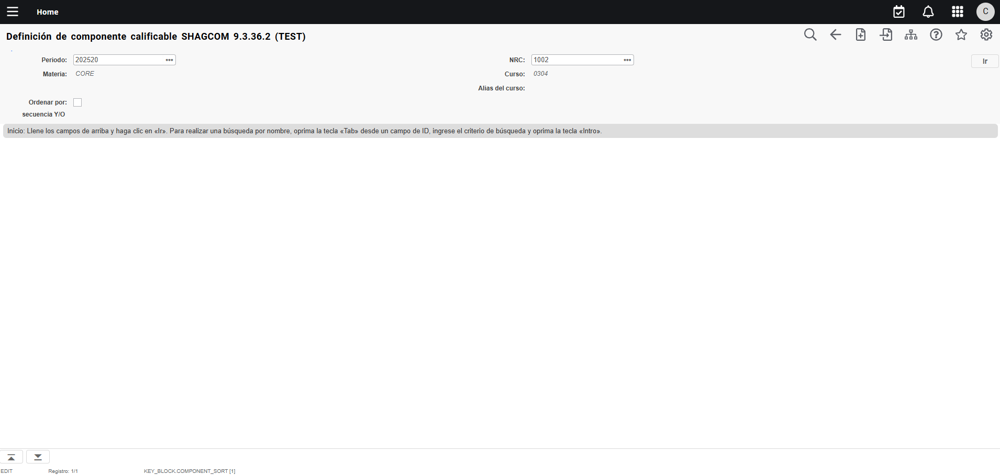 Home
C
Definición de componente calificable SHAGCOM 9.3.36.2 (TEST)
Periodo: 202520 NRC: 1002 Ir
Materia: CORE Curso: 0304
Alias del curso:
Ordenar por:
secuencia Y/O
Inicio: Llene los campos de arriba y haga clic en «Ir». Para realizar una búsqueda por nombre, oprima la tecla «Tab» desde un campo de ID, ingrese el criterio de búsqueda y oprima la tecla «Intro».
EDIT Registro: 1/1 KEY_BLOCK.COMPONENT_SORT [1]